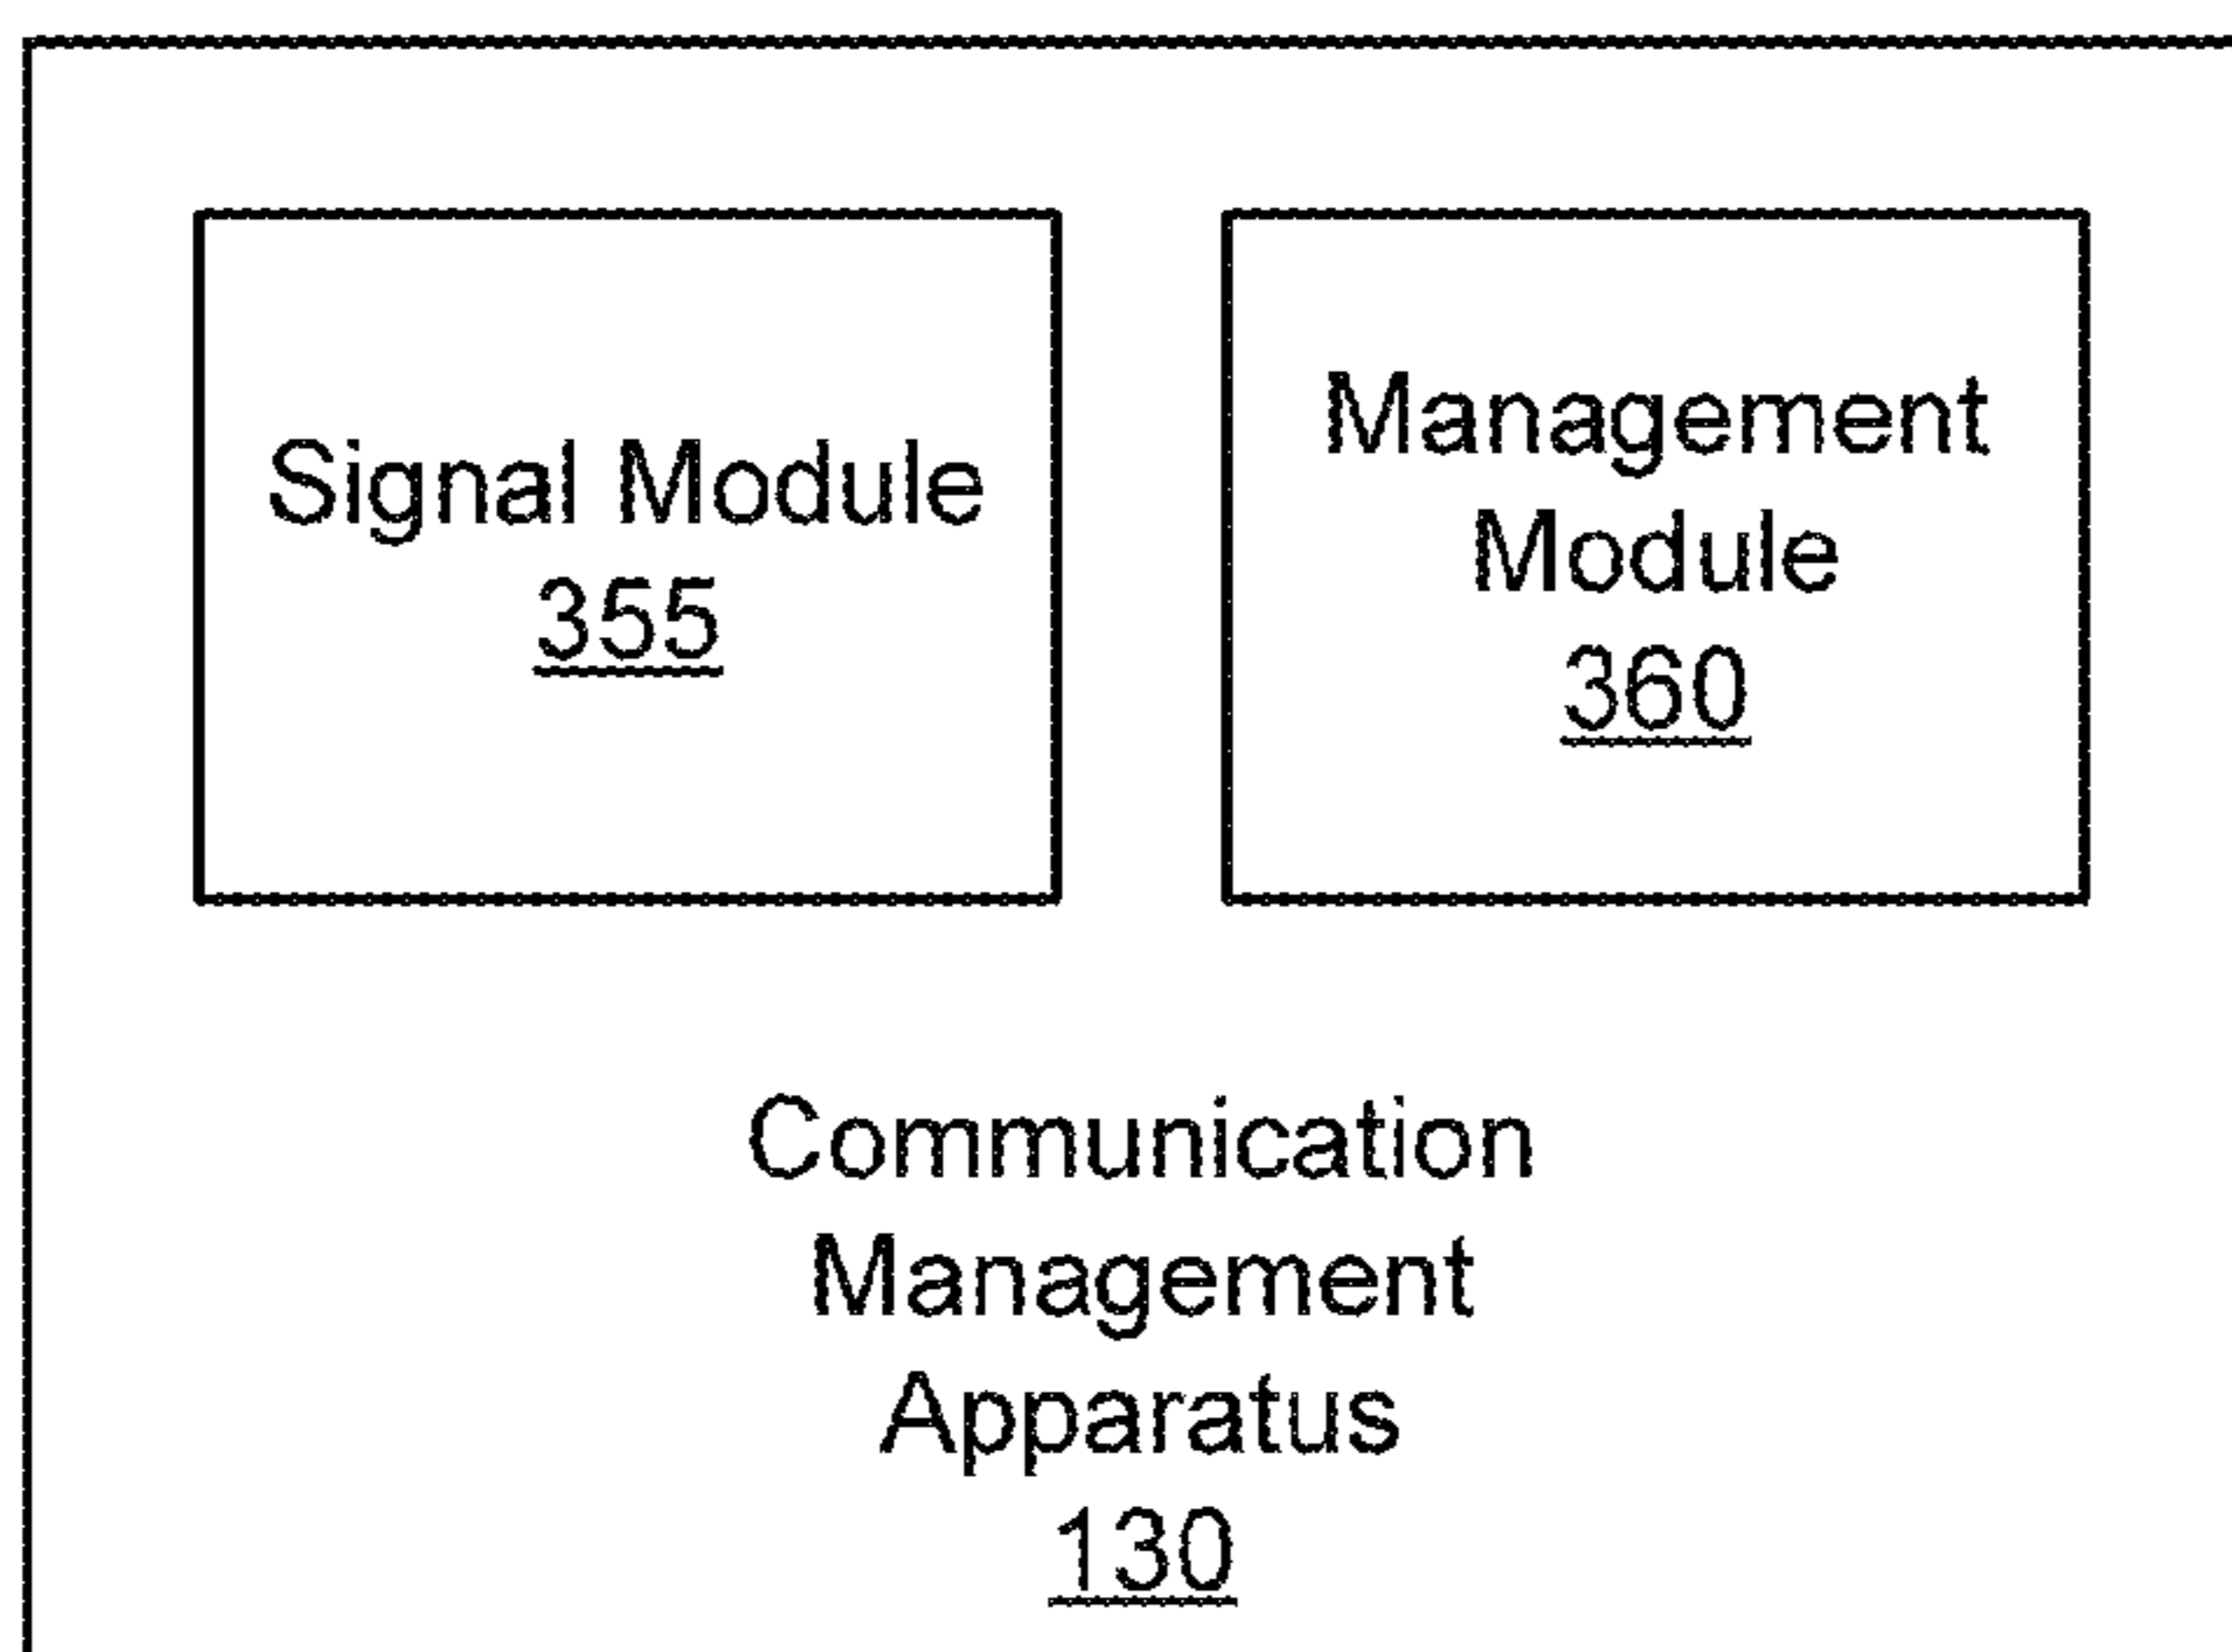 Signal Module
355
Management
Module
360
Communication
Management
Apparatus
130